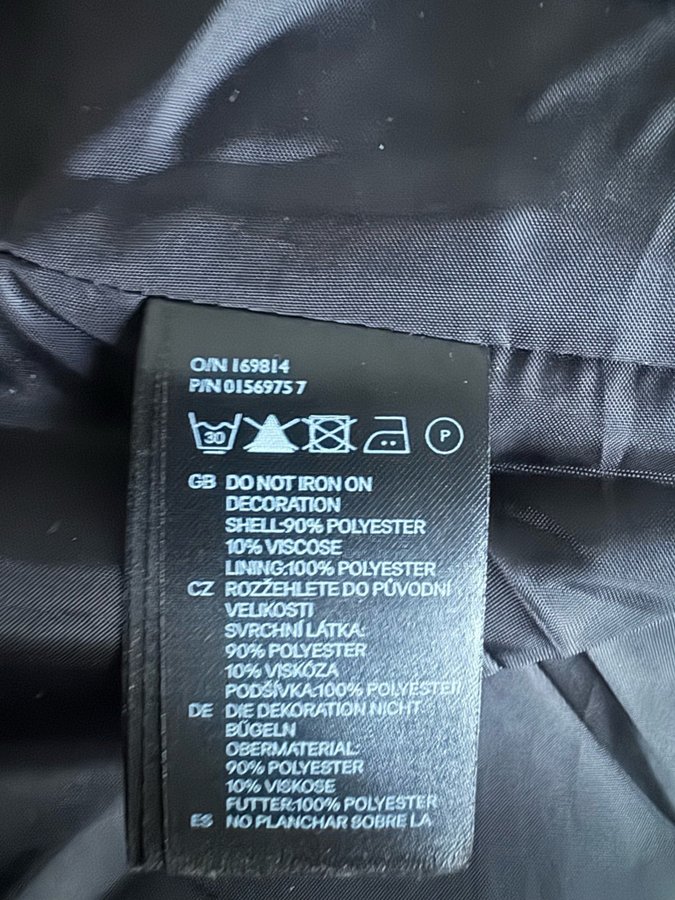 O/N 169814
P/N 0156975 7
30 P
GB DO NOT IRON ON
DECORATION
SHELL:90% POLYESTER
10% VISCOSE
LINING:100% POLYESTER
CZ ROZŽEHLETE DO PŮVODNÍ
VELIKOSTI
SVRCHNÍ LÁTKA:
90% POLYESTER
10% VISKÓZA
PODŠÍVKA:100% POLYESTER
DE DIE DEKORATION NICHT
BÜGELN
OBERMATERIAL:
90% POLYESTER
10% VISKOSE
FUTTER:100% POLYESTER
ES NO PLANCHAR SOBRE LA